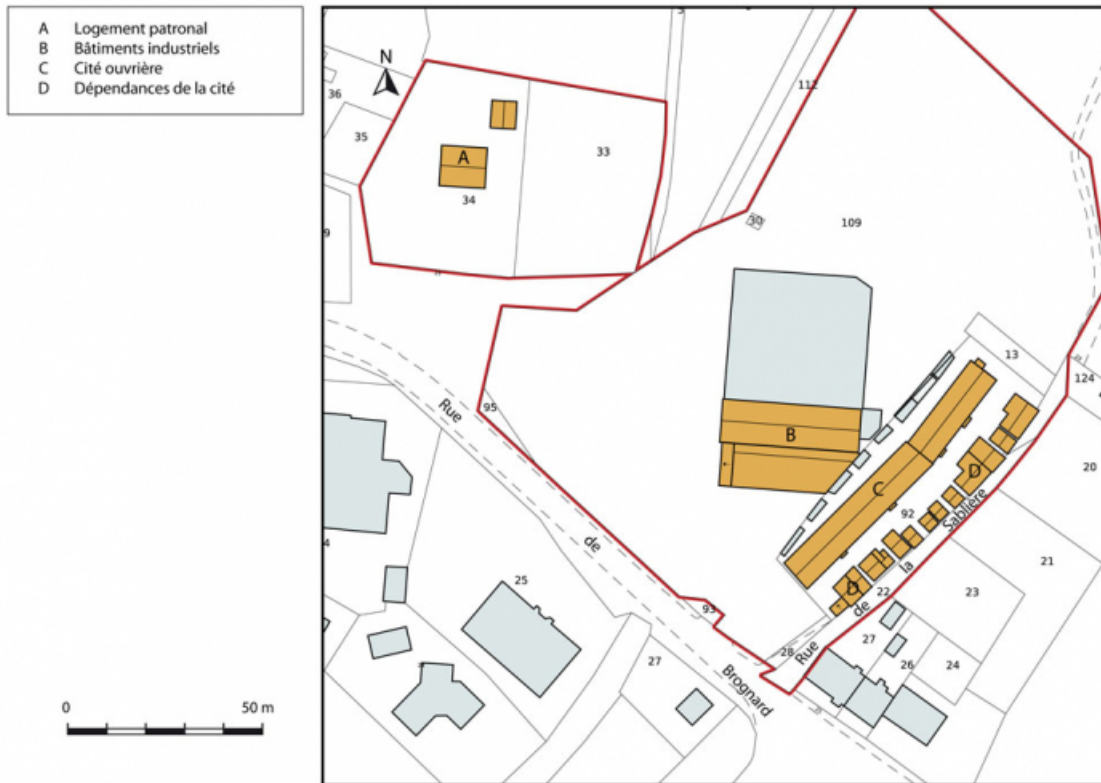 A Logement patronal
B Bâtiments industriels
C Cité ouvrière
D Dépendances de la cité
N
36
35
A
34
33
112
39
109
9
13
124
95
Rue
B
C
D
20
92
Sablière
la
de
de
21
25
D
22
23
93
27
28
Rue
26
24
27
Brognard
4
0 50 m